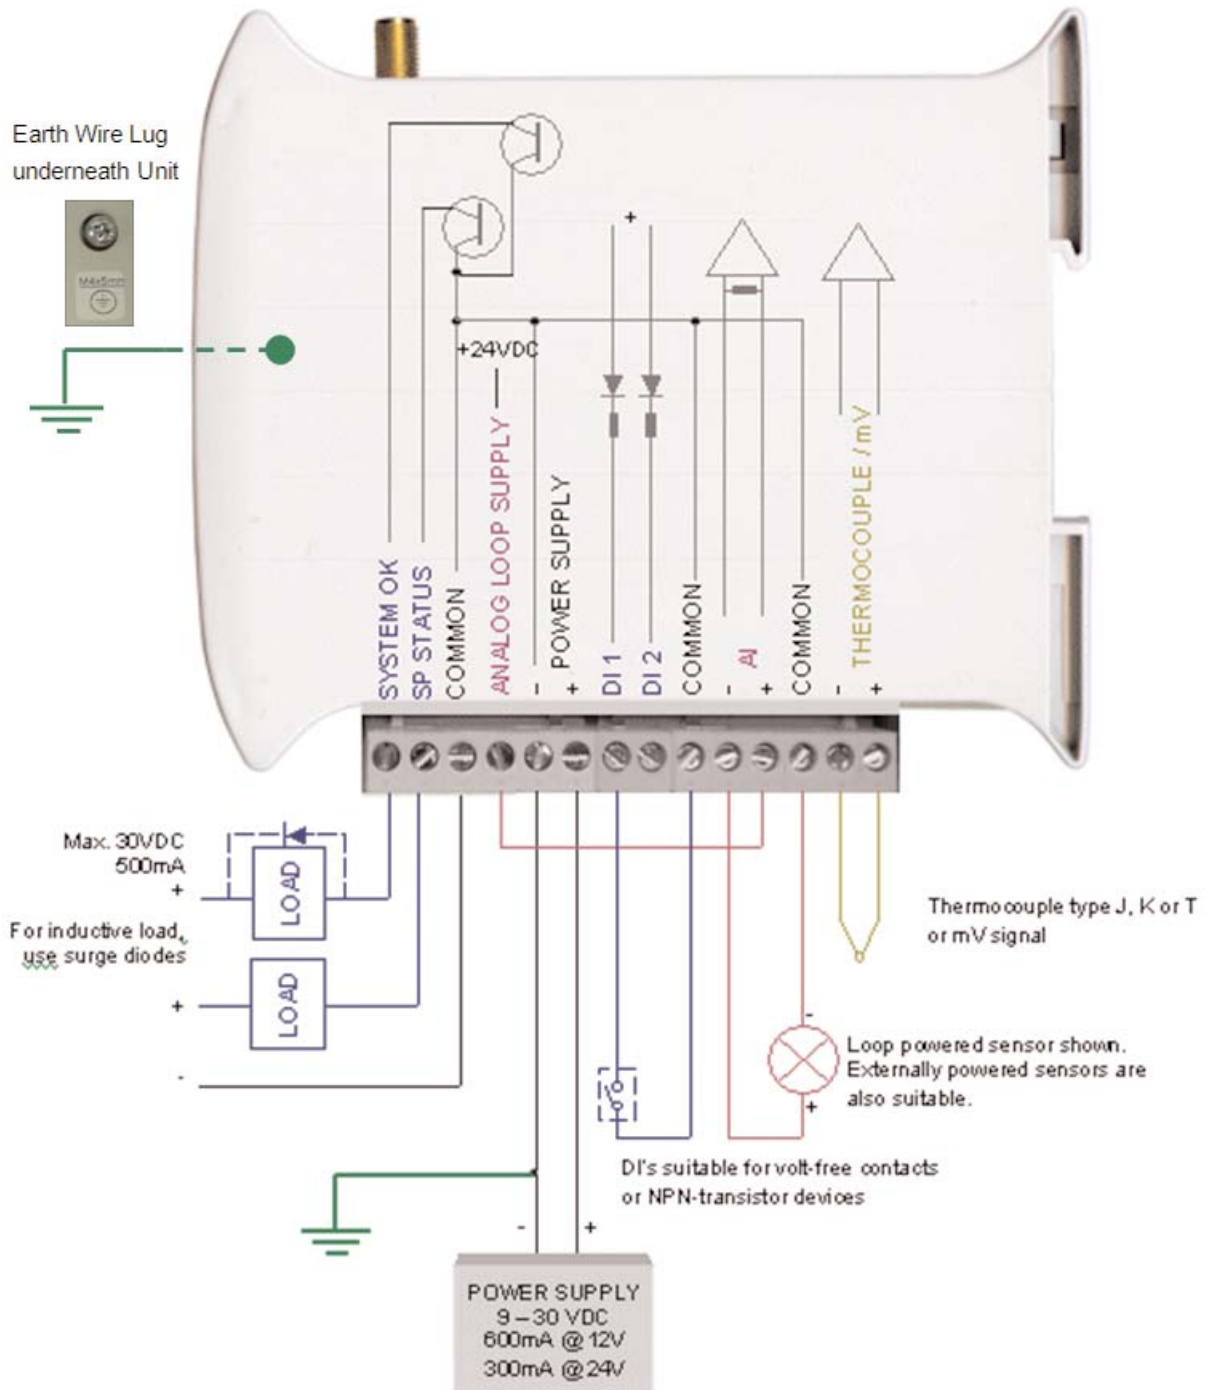 Earth Wire Lug
underneath Unit
M4x5mm
+
+24VDC
SYSTEM OK
SP STATUS
COMMON
ANALOG LOOP SUPPLY
-
+
POWER SUPPLY
DI 1
DI 2
COMMON
-
AI
+
COMMON
-
THERMOCOUPLE / mV
+
Max. 30VDC
500mA
+
LOAD
For inductive load,
use surge diodes
+
LOAD
-
Thermocouple type J, K or T
or mV signal
-
Loop powered sensor shown.
Externally powered sensors are
also suitable.
+
DI's suitable for volt-free contacts
or NPN-transistor devices
-
+
POWER SUPPLY
9 – 30 VDC
600mA @ 12V
300mA @ 24V